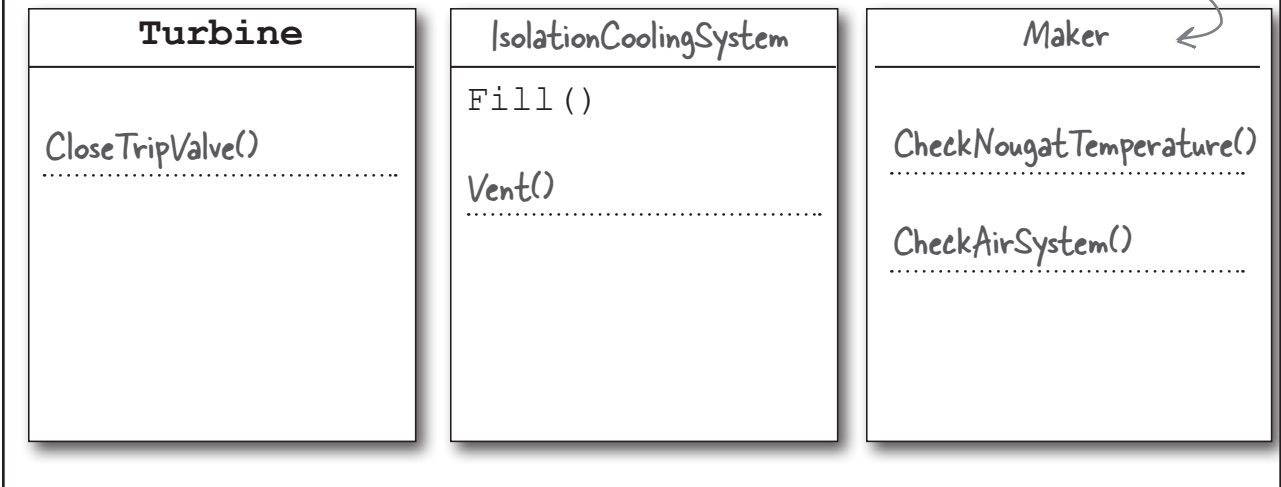 Turbine
CloseTripValve()
IsolationCoolingSystem
Fill()
Vent()
Maker
CheckNougatTemperature()
CheckAirSystem()